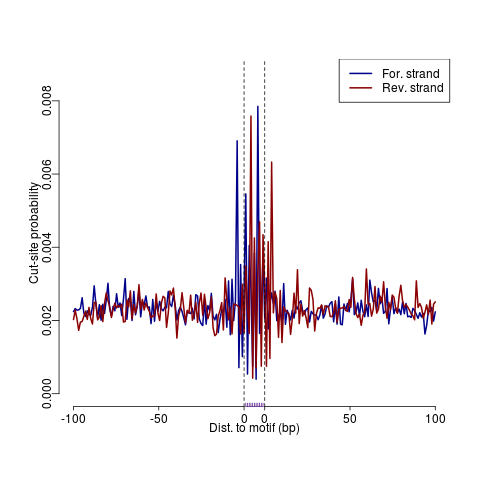 For. strand
Rev. strand
Cut-site probability
0.008
0.006
0.004
0.002
0.000
-100
-50
0
0
50
100
Dist. to motif (bp)